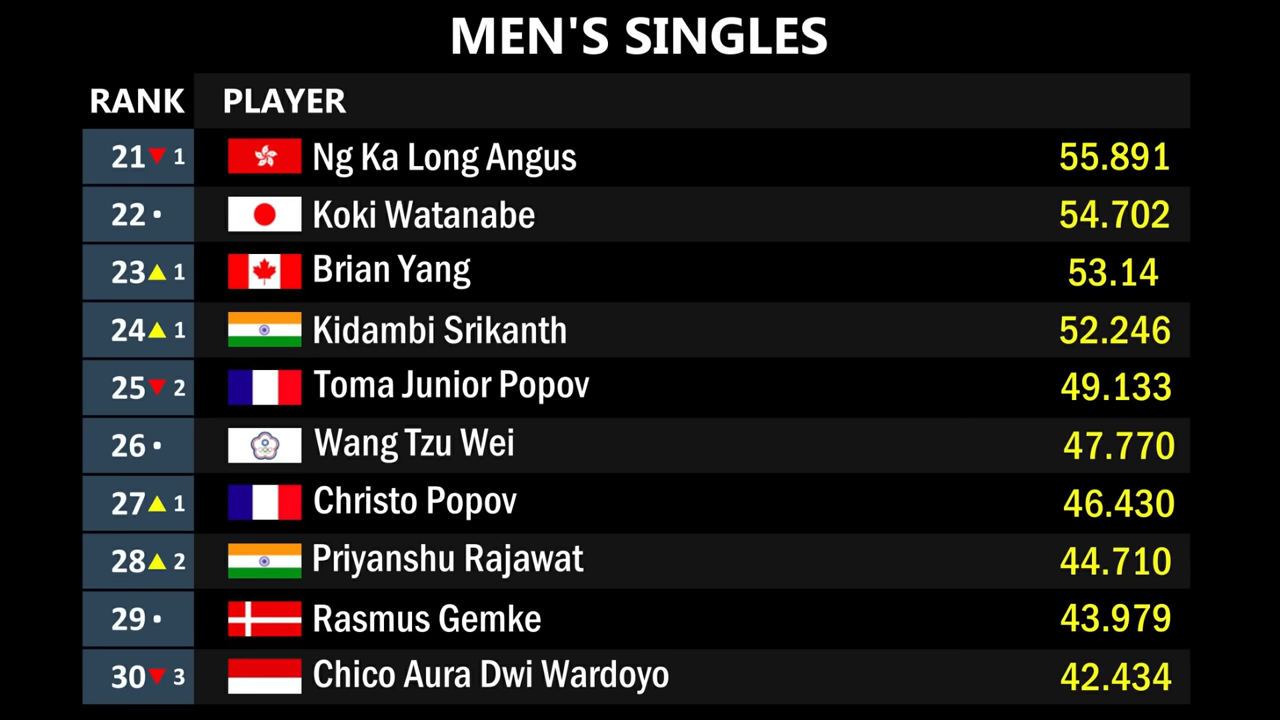 MEN'S SINGLES
RANK PLAYER
21 ▼ 1 Ng Ka Long Angus 55.891
22 • Koki Watanabe 54.702
23 ▲ 1 Brian Yang 53.14
24 ▲ 1 Kidambi Srikanth 52.246
25 ▼ 2 Toma Junior Popov 49.133
26 • Wang Tzu Wei 47.770
27 ▲ 1 Christo Popov 46.430
28 ▲ 2 Priyanshu Rajawat 44.710
29 • Rasmus Gemke 43.979
30 ▼ 3 Chico Aura Dwi Wardoyo 42.434